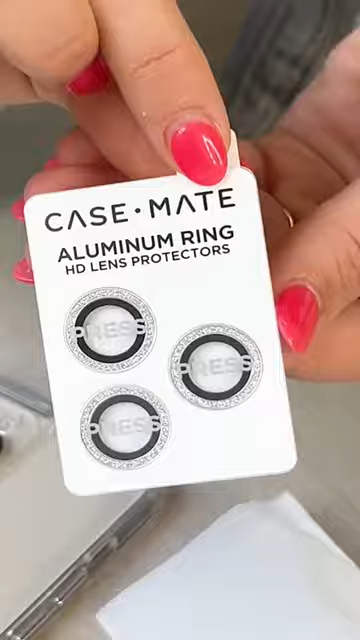 CASE·MATE
ALUMINUM RING
HD LENS PROTECTORS
PRESS
PRESS
PRESS